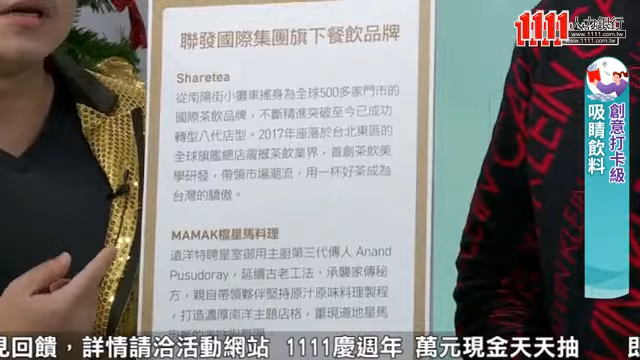 聯發國際集團旗下餐飲品牌
Sharetea
從南陽街小攤車搖身為全球500多家門市的
國際茶飲品牌，不斷精進突破至今已成功
轉型八代店型。2017年座落於台北東區的
全球旗艦總店震撼茶飲業界，首創茶飲美
學研發，帶領市場潮流，用一杯好茶成為
台灣的驕傲。
MAMAK檔星馬料理
遠洋特聘皇室御用主廚第三代傳人Anand
Pusudoray，延續古老工法、承襲家傳秘
方，親自帶領夥伴堅持原汁原味料理製程
，打造濃厚南洋主題店格，重現道地星馬
1111人力銀行
www.1111.com.tw
創意打卡級
吸睛飲料
見回饋，詳情請洽活動網站 1111慶週年 萬元現金天天抽